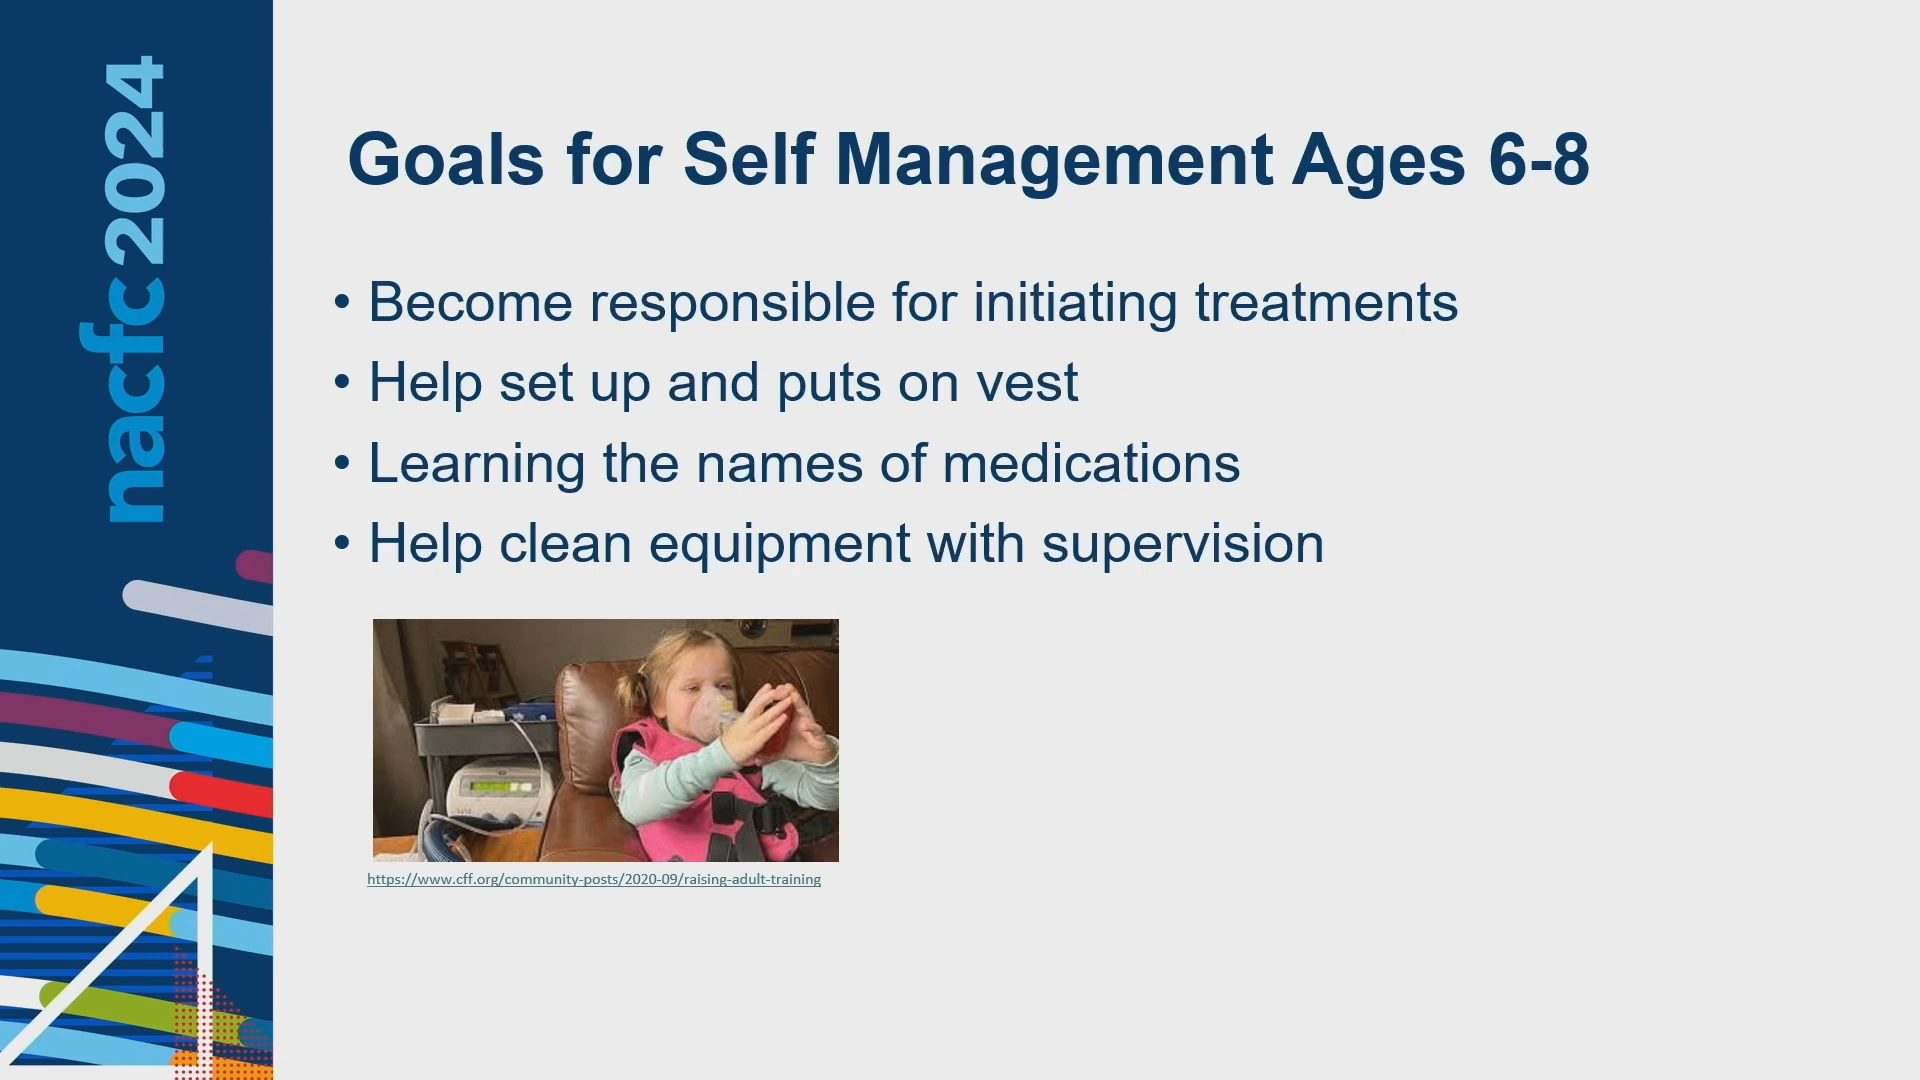 nacfc 2024
Goals for Self Management Ages 6-8
• Become responsible for initiating treatments
• Help set up and puts on vest
• Learning the names of medications
• Help clean equipment with supervision
https://www.cff.org/community-posts/2020-09/raising-adult-training